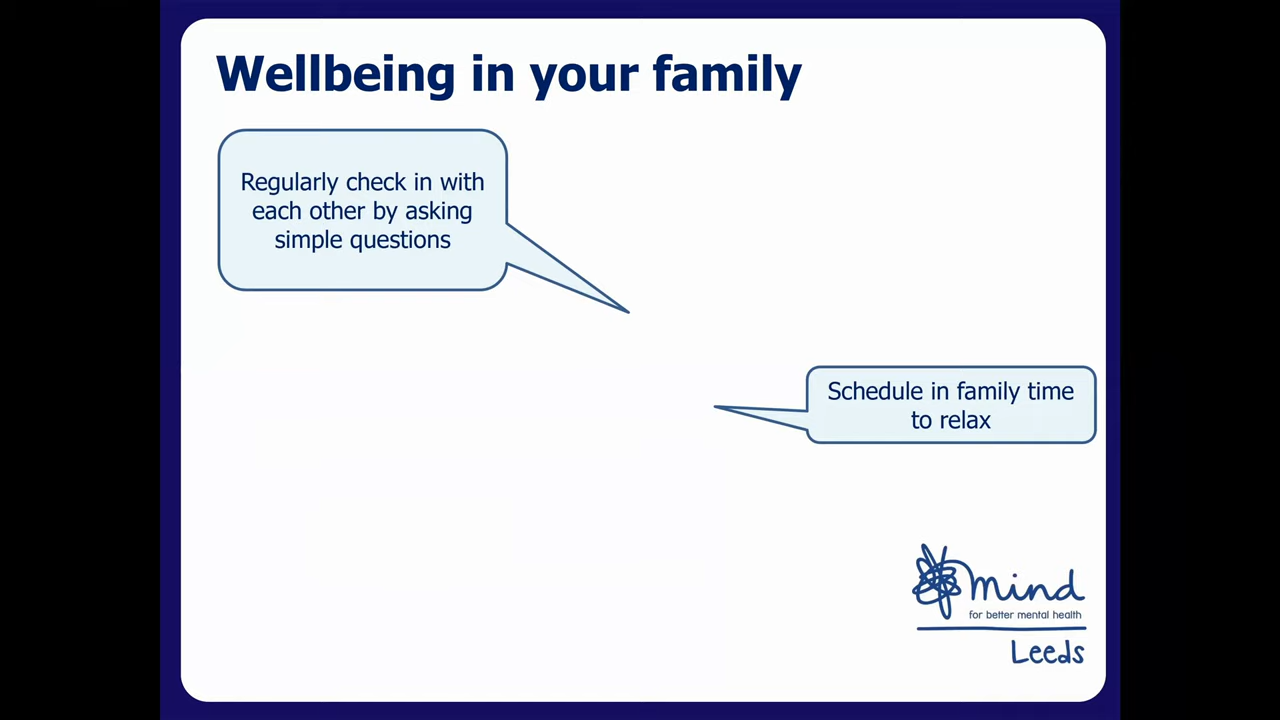 Wellbeing in your family
Regularly check in with
each other by asking
simple questions
Schedule in family time
to relax
mind
for better mental health
Leeds